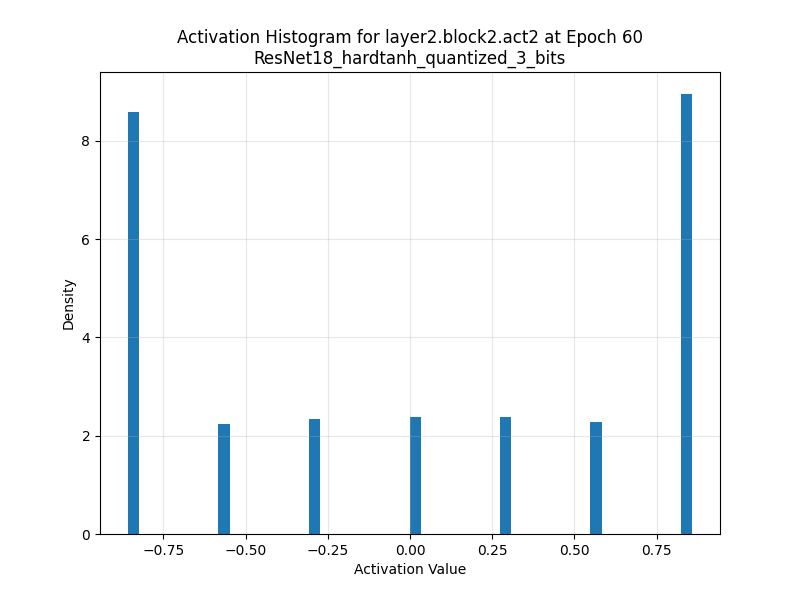 Activation Histogram for layer2.block2.act2 at Epoch 60
ResNet18_hardtanh_quantized_3_bits
8
6
4
2
0
Density
−0.75 −0.50 −0.25 0.00 0.25 0.50 0.75
Activation Value